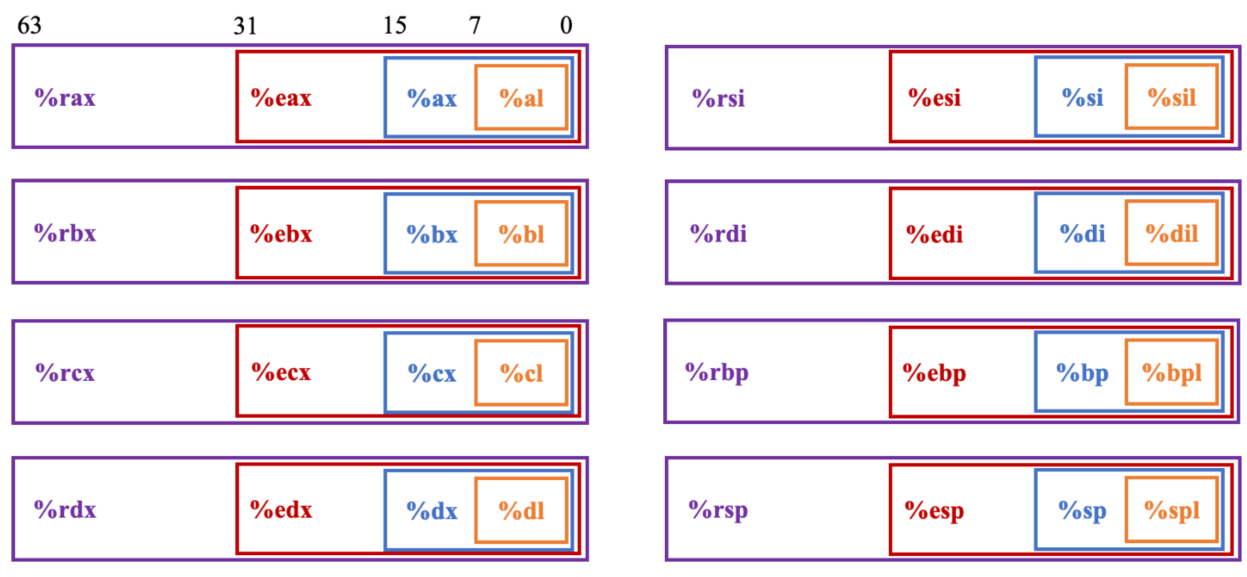 63 31 15 7 0
%rax %eax %ax %al %rsi %esi %si %sil
%rbx %ebx %bx %bl %rdi %edi %di %dil
%rcx %ecx %cx %cl %rbp %ebp %bp %bpl
%rdx %edx %dx %dl %rsp %esp %sp %spl